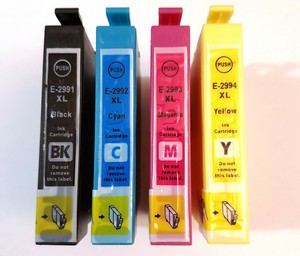 PUSH
E-2991
XL
Black
Ink
Cartridge
BK
Do not
remove
this label.
PUSH
E-2992
XL
Cyan
Ink
Cartridge
C
Do not
remove
this label.
PUSH
E-2993
XL
Magenta
Ink
Cartridge
M
Do not
remove
this label.
PUSH
E-2994
XL
Yellow
Ink
Cartridge
Y
Do not
remove
this label.